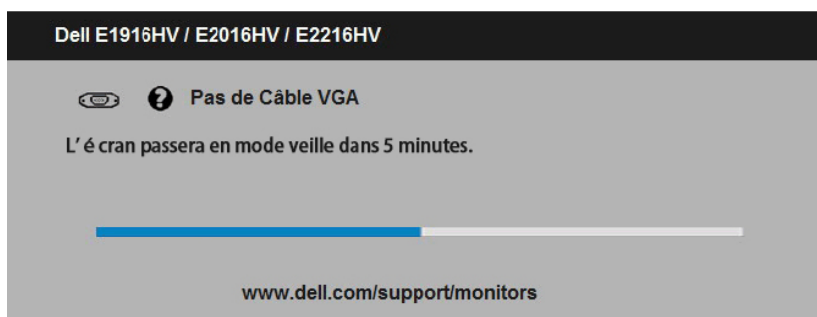 Dell E1916HV / E2016HV / E2216HV
? Pas de Câble VGA
L’ é cran passera en mode veille dans 5 minutes.
www.dell.com/support/monitors